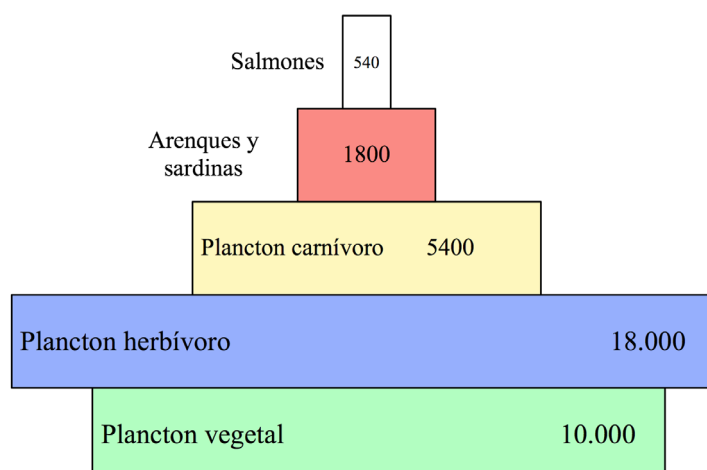 Salmones 540
Arenques y
sardinas
1800
Plancton carnívoro 5400
Plancton herbívoro 18.000
Plancton vegetal 10.000